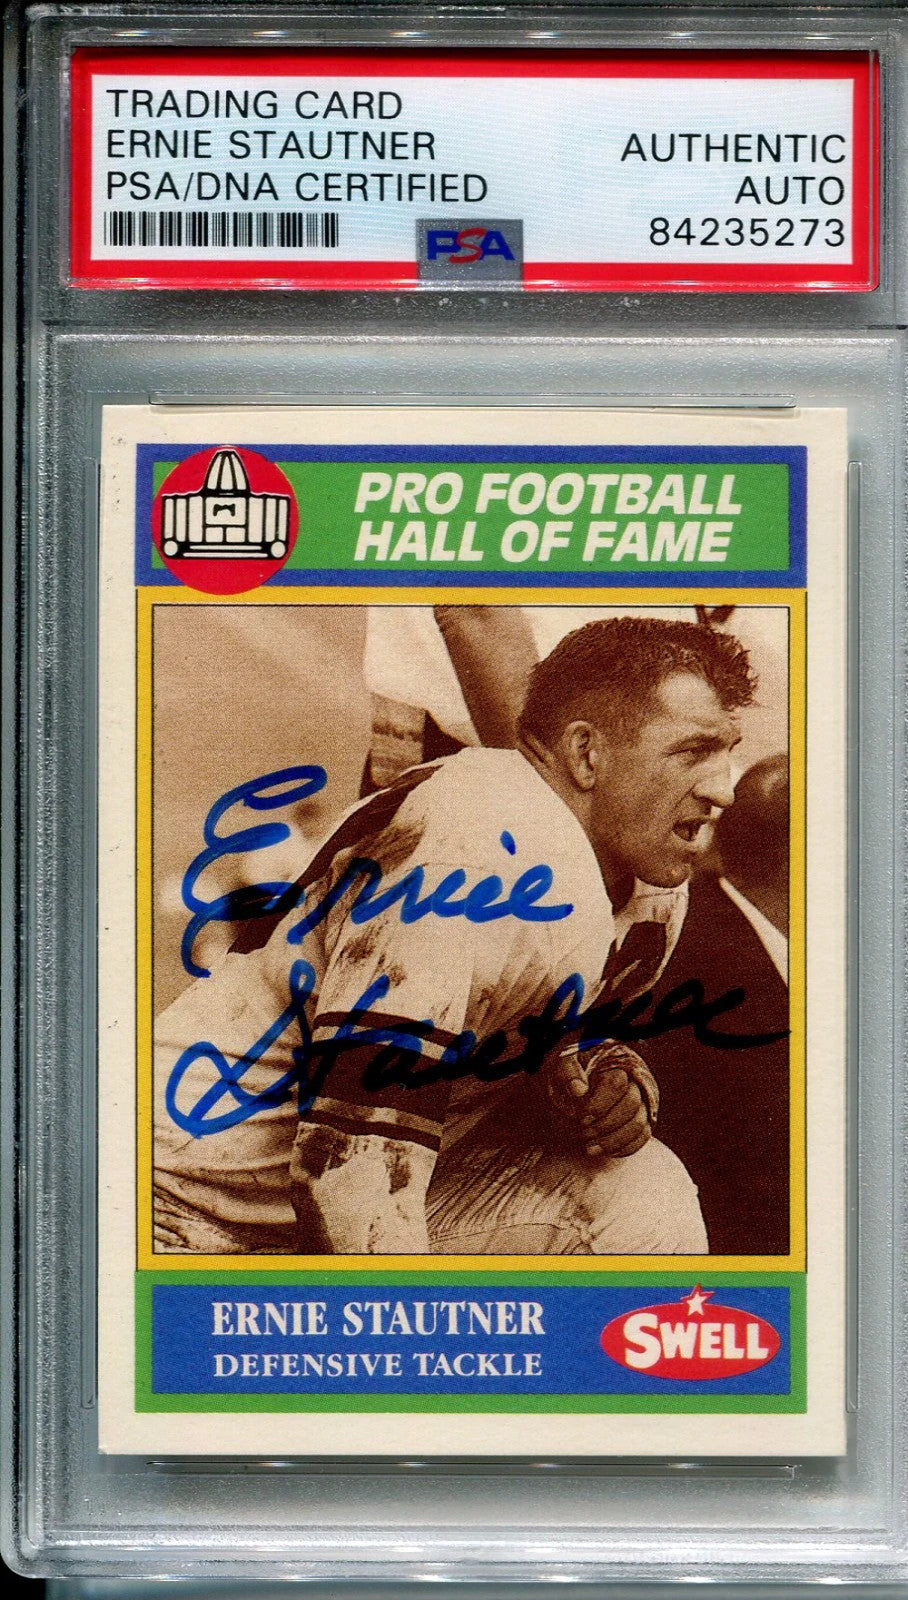 TRADING CARD
ERNIE STAUTNER
PSA/DNA CERTIFIED
AUTHENTIC
AUTO
84235273
PSA
PRO FOOTBALL
HALL OF FAME
Ernie
Stautner
ERNIE STAUTNER
DEFENSIVE TACKLE
SWELL